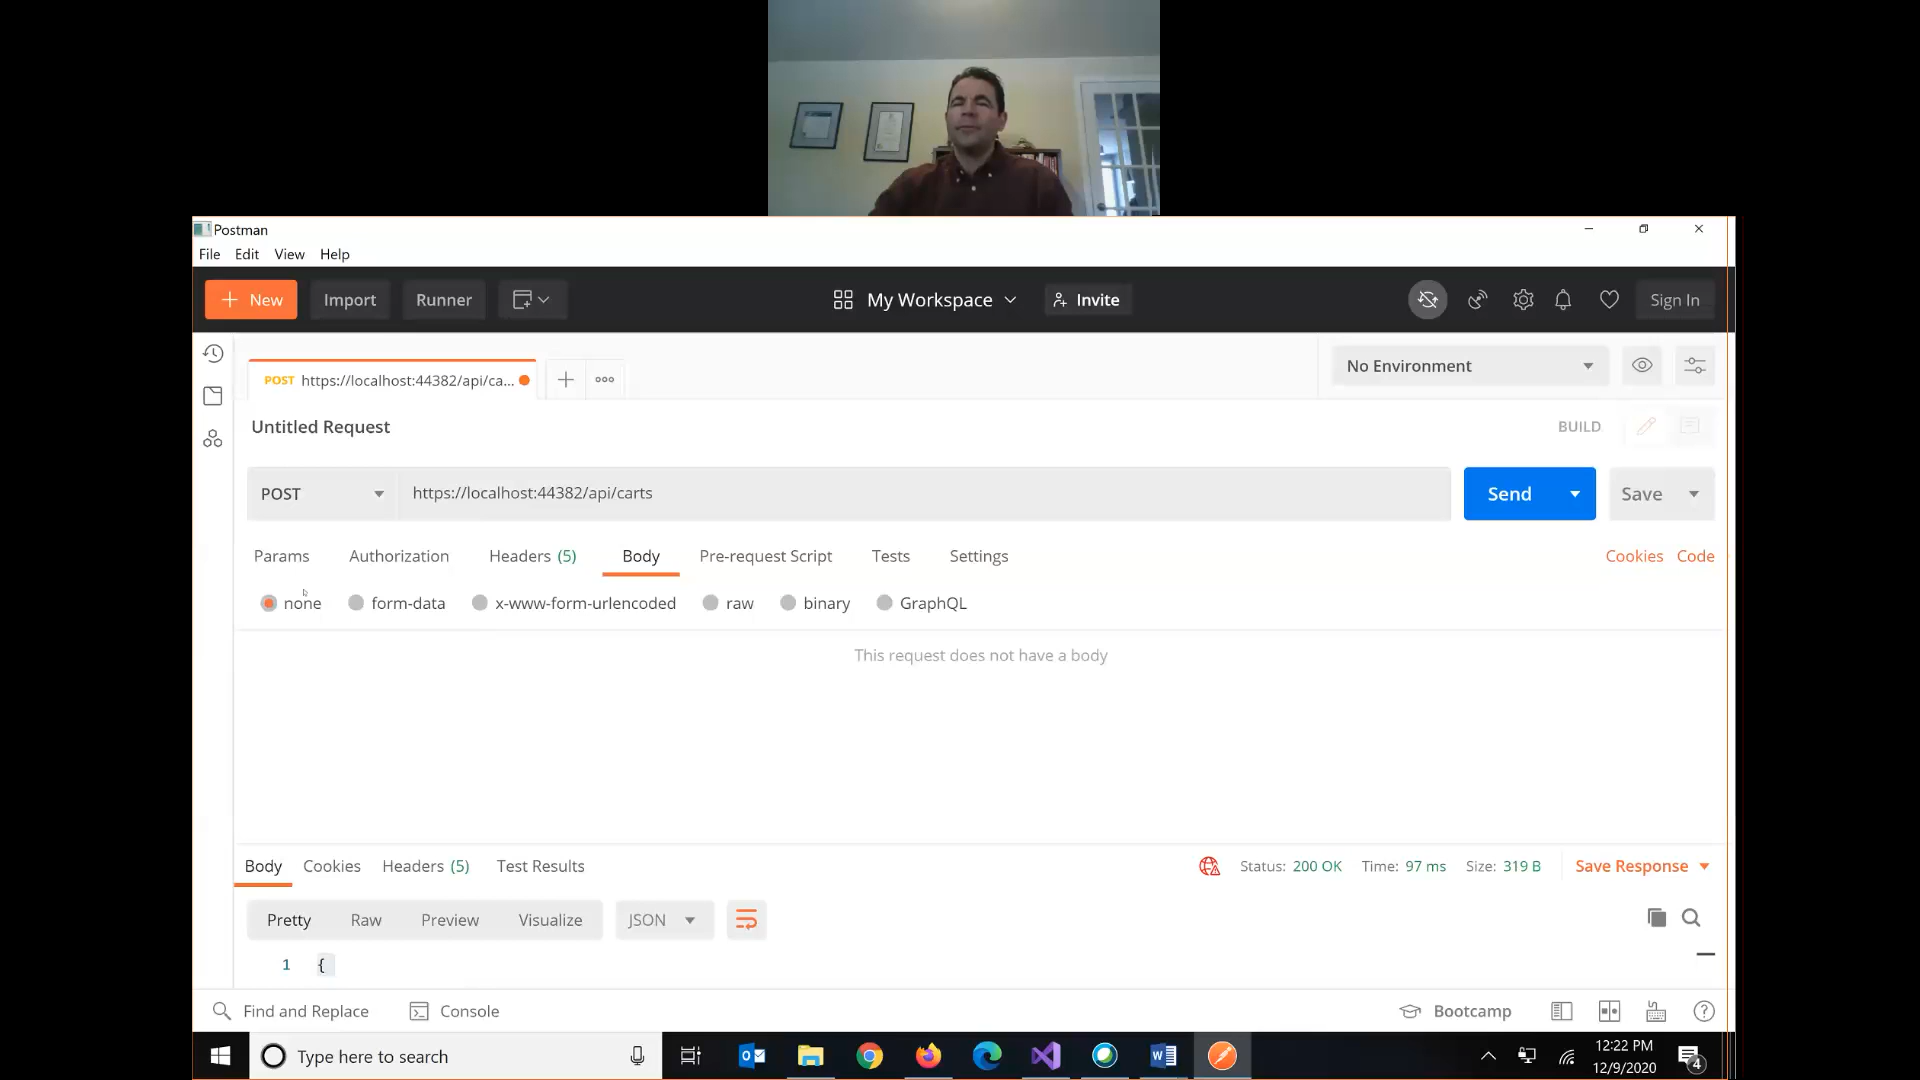 Postman
File Edit View Help
New Import Runner My Workspace Invite Sign In
POST https://localhost:44382/api/ca... No Environment
Untitled Request BUILD
POST https://localhost:44382/api/carts Send Save
Params Authorization Headers (5) Body Pre-request Script Tests Settings Cookies Code
none form-data x-www-form-urlencoded raw binary GraphQL
This request does not have a body
Body Cookies Headers (5) Test Results Status: 200 OK Time: 97 ms Size: 319 B Save Response
Pretty Raw Preview Visualize JSON
1 {
Find and Replace Console Bootcamp
Type here to search 12:22 PM
12/9/2020 4